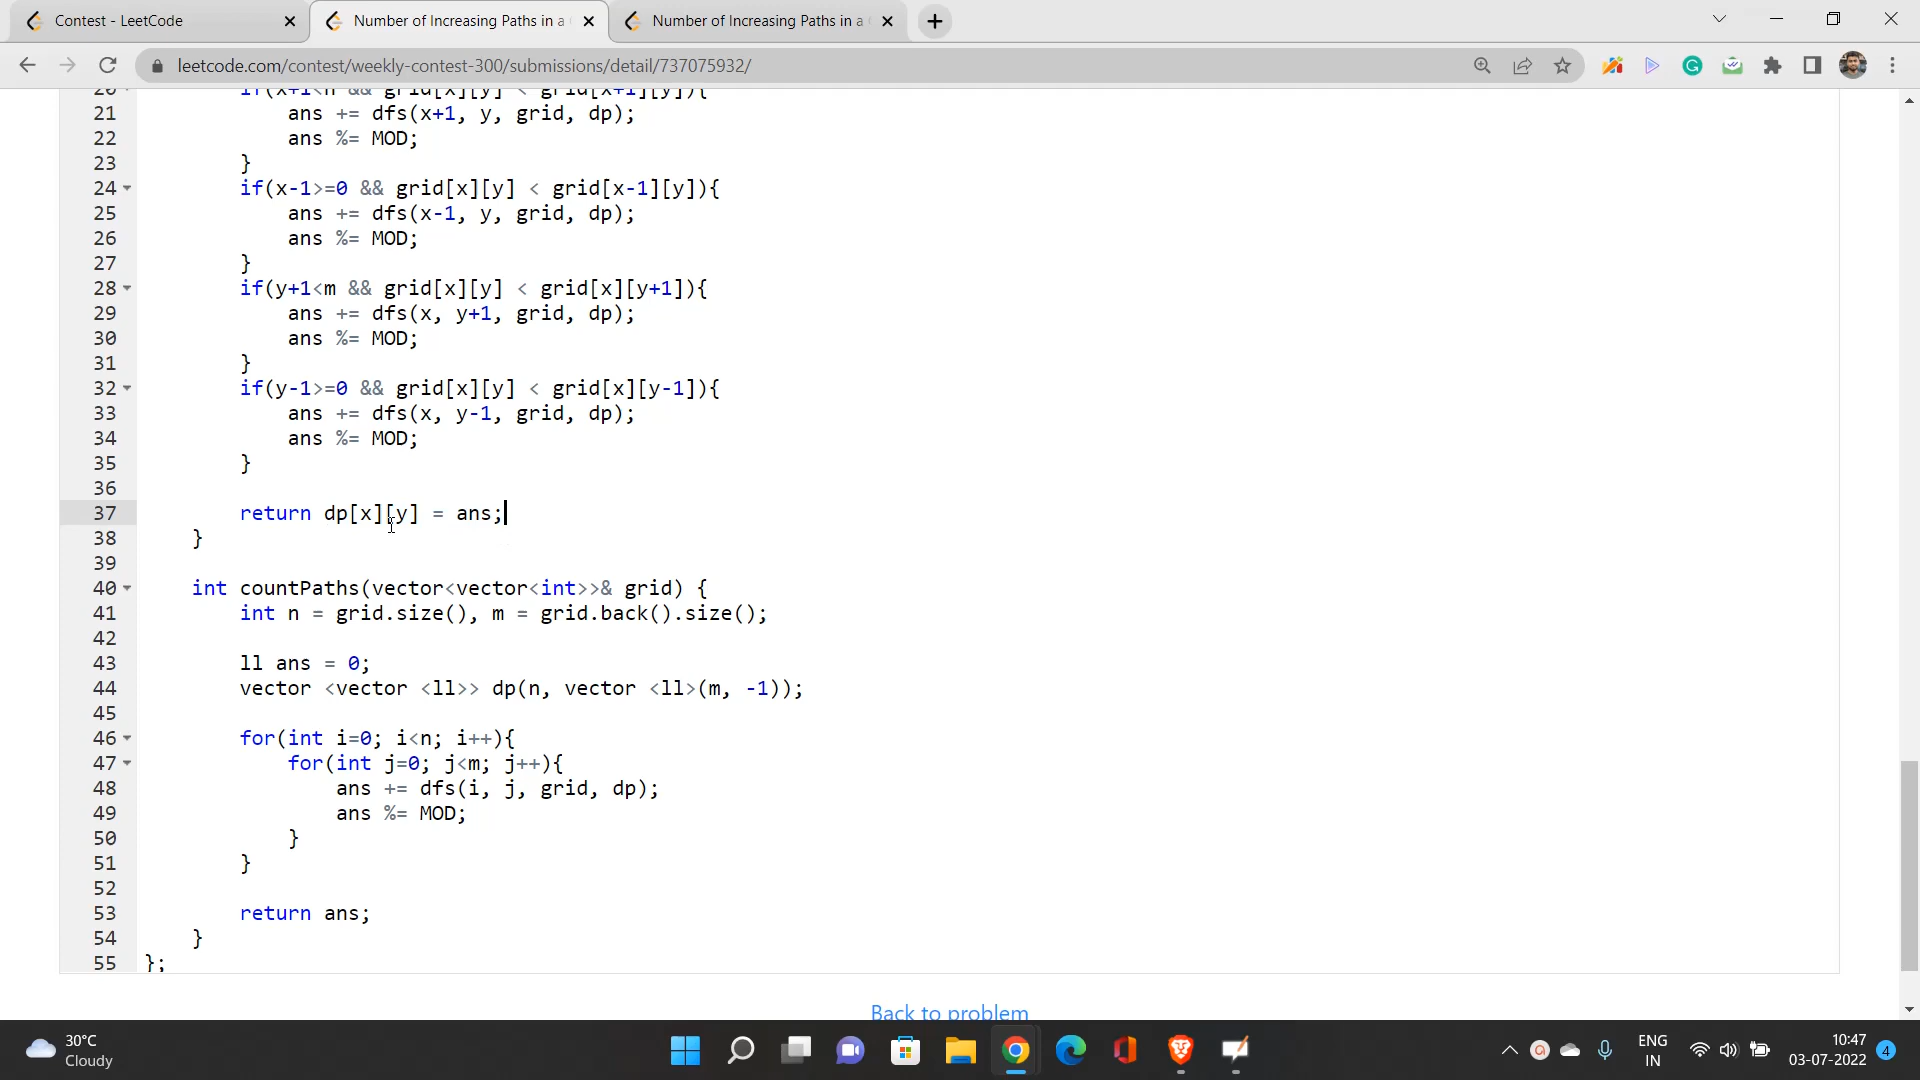 Contest - LeetCode
Number of Increasing Paths in a
Number of Increasing Paths in a
leetcode.com/contest/weekly-contest-300/submissions/detail/737075932/
20 if(x+1<n && grid[x][y] < grid[x+1][y]){
21 ans += dfs(x+1, y, grid, dp);
22 ans %= MOD;
23 }
24 if(x-1>=0 && grid[x][y] < grid[x-1][y]){
25 ans += dfs(x-1, y, grid, dp);
26 ans %= MOD;
27 }
28 if(y+1<m && grid[x][y] < grid[x][y+1]){
29 ans += dfs(x, y+1, grid, dp);
30 ans %= MOD;
31 }
32 if(y-1>=0 && grid[x][y] < grid[x][y-1]){
33 ans += dfs(x, y-1, grid, dp);
34 ans %= MOD;
35 }
36
37 return dp[x][y] = ans;
38 }
39
40 int countPaths(vector<vector<int>>& grid) {
41 int n = grid.size(), m = grid.back().size();
42
43 ll ans = 0;
44 vector <vector <ll>> dp(n, vector <ll>(m, -1));
45
46 for(int i=0; i<n; i++){
47 for(int j=0; j<m; j++){
48 ans += dfs(i, j, grid, dp);
49 ans %= MOD;
50 }
51 }
52
53 return ans;
54 }
55 };
Back to problem
30°C
Cloudy
ENG
IN
10:47
03-07-2022
4